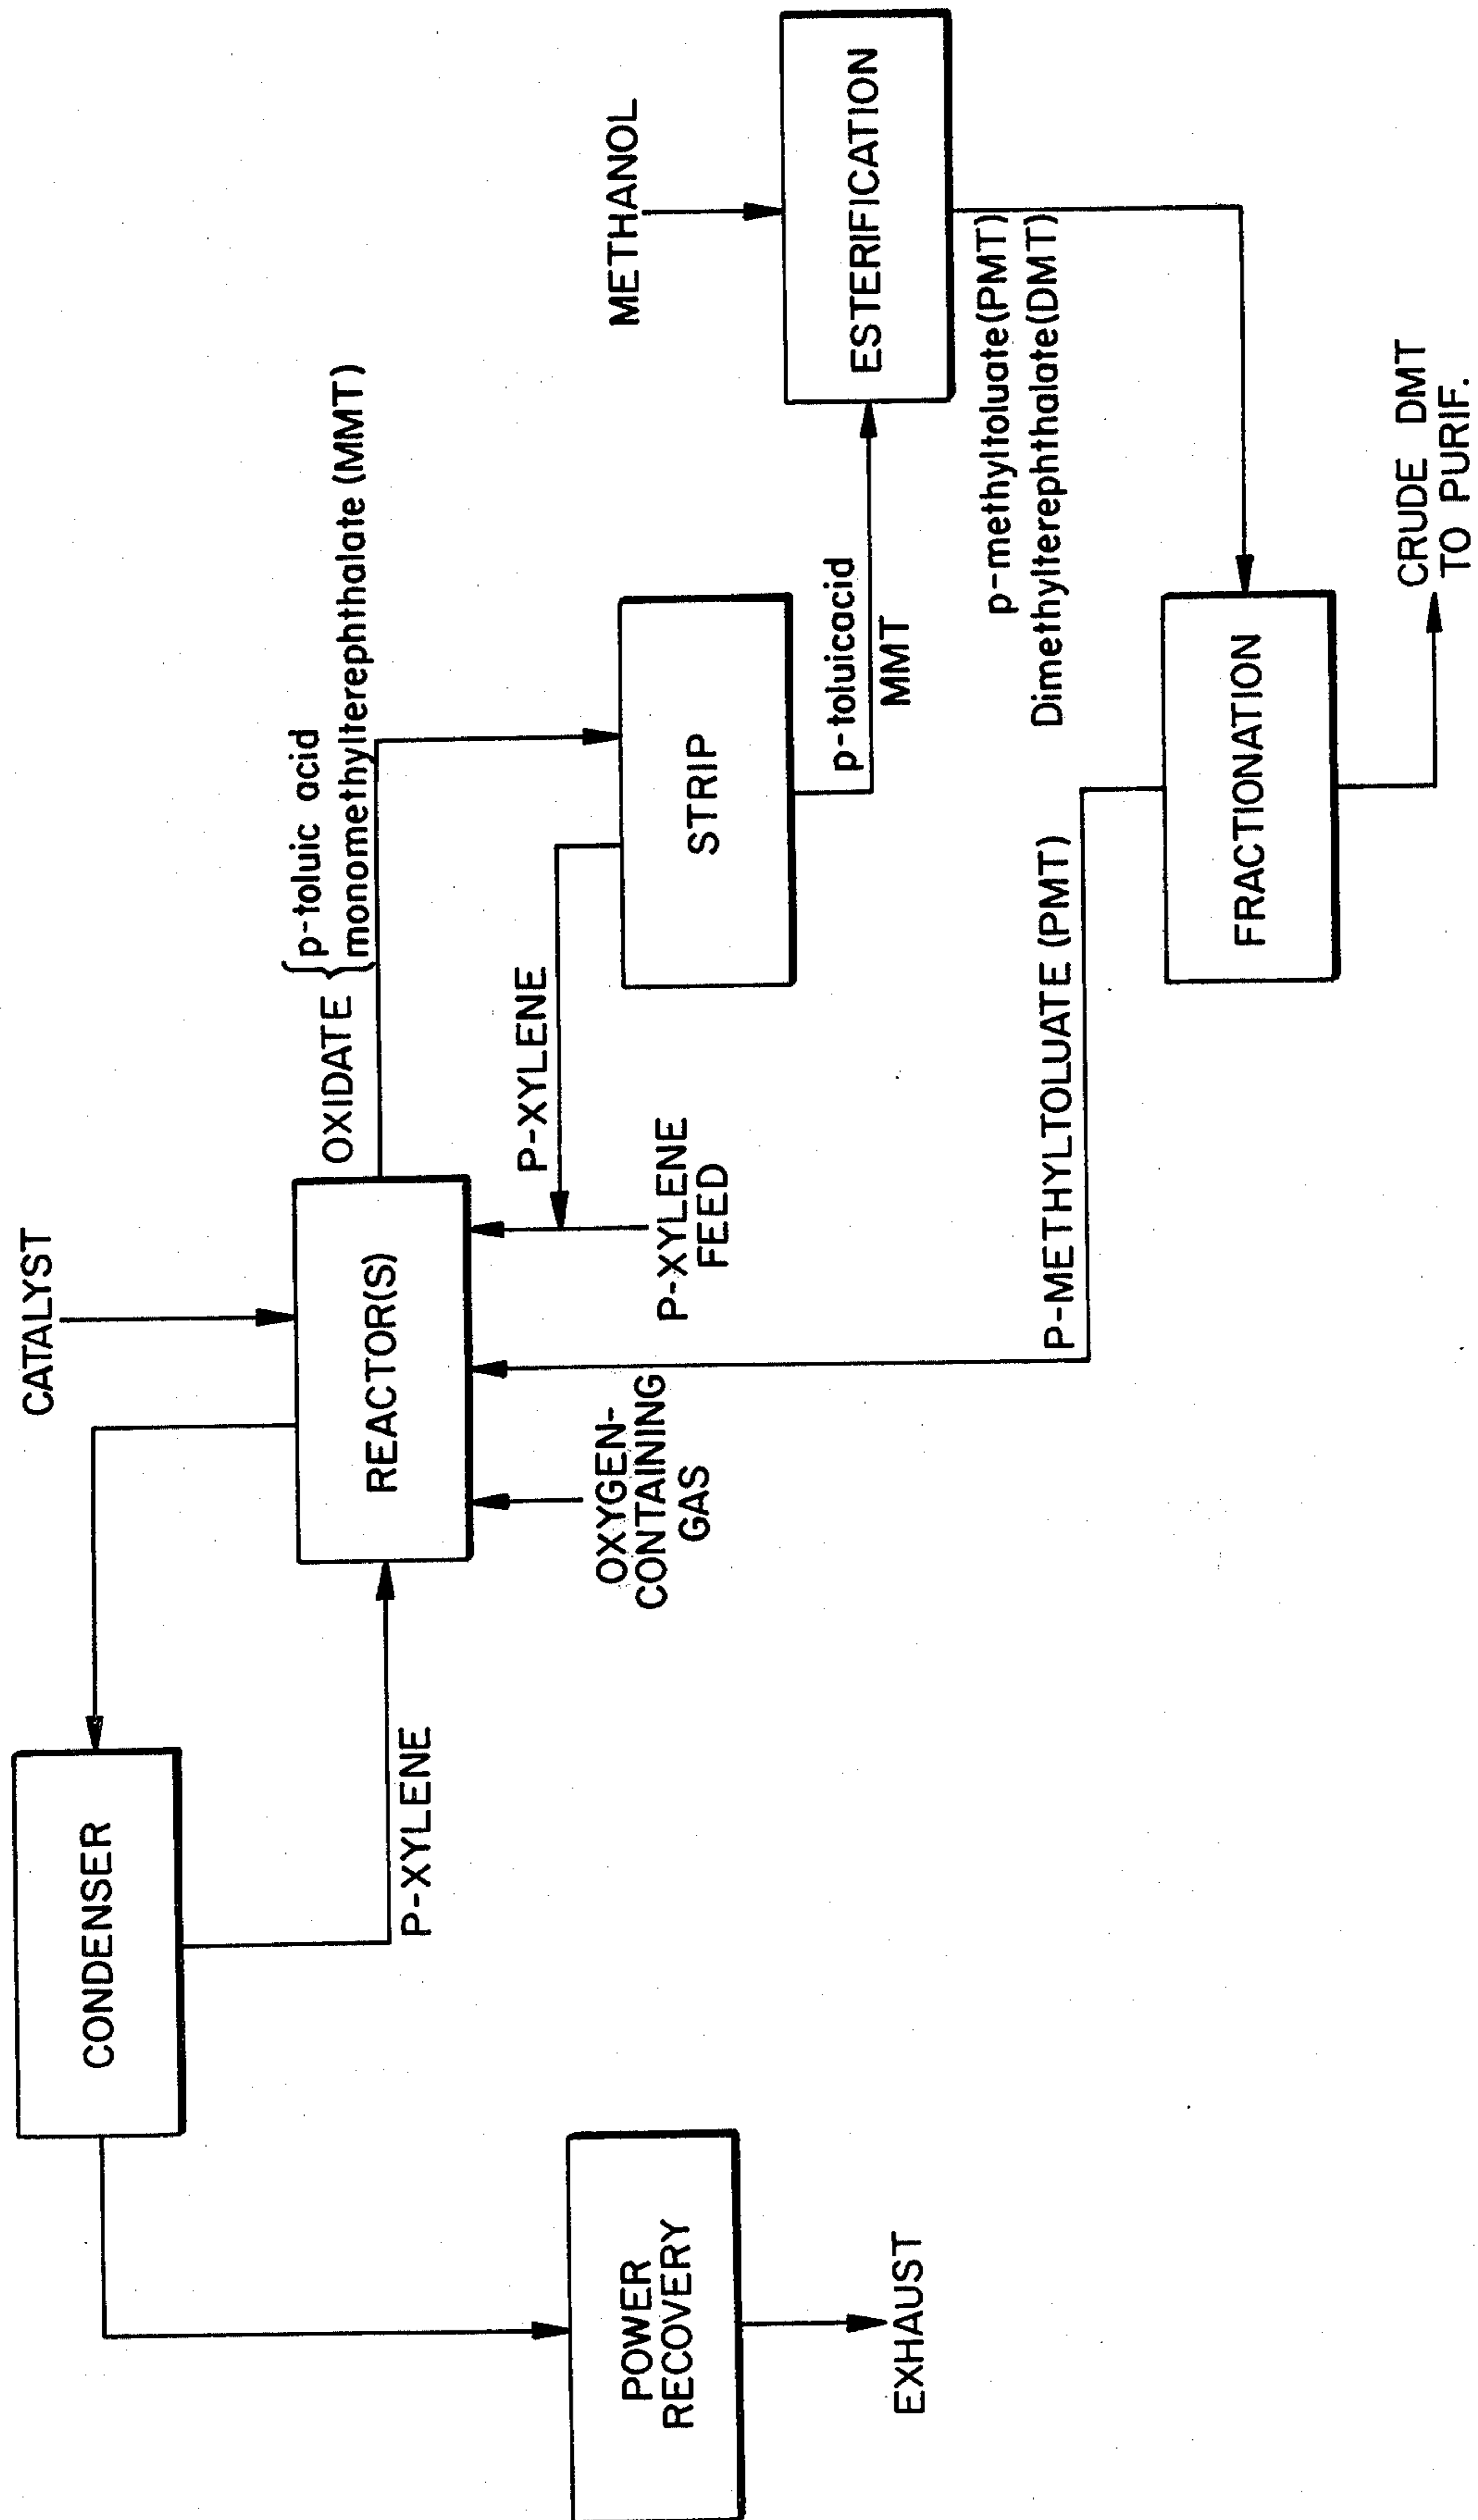 CONDENSER
POWER
RECOVERY
EXHAUST
P-XYLENE
CATALYST
REACTOR(S)
OXYGEN-
CONTAINING
GAS
P-XYLENE
FEED
OXIDATE
p-toluic acid
monomethylterephthalate (MMT)
P-XYLENE
STRIP
p-toluicacid
MMT
METHANOL
ESTERIFICATION
p-methyltoluate(PMT)
Dimethylterephthalate(DMT)
P-METHYLTOLUATE (PMT)
FRACTIONATION
CRUDE DMT
TO PURIF.